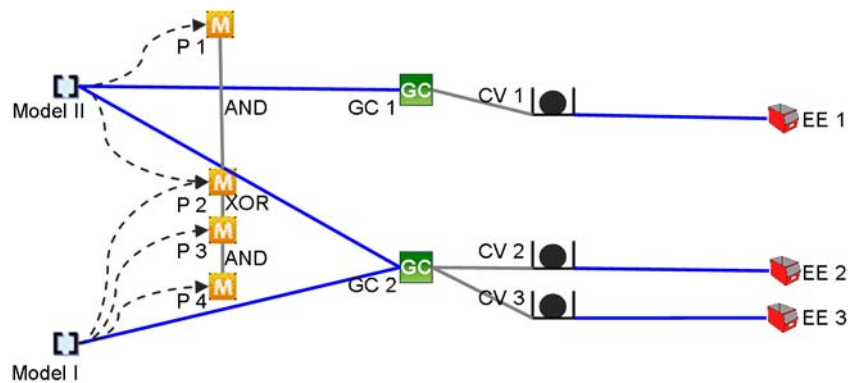 M
P 1
Model II
GC
GC 1
CV 1
EE 1
AND
M
P 2
XOR
M
P 3
AND
M
P 4
GC
GC 2
CV 2
EE 2
CV 3
EE 3
Model I